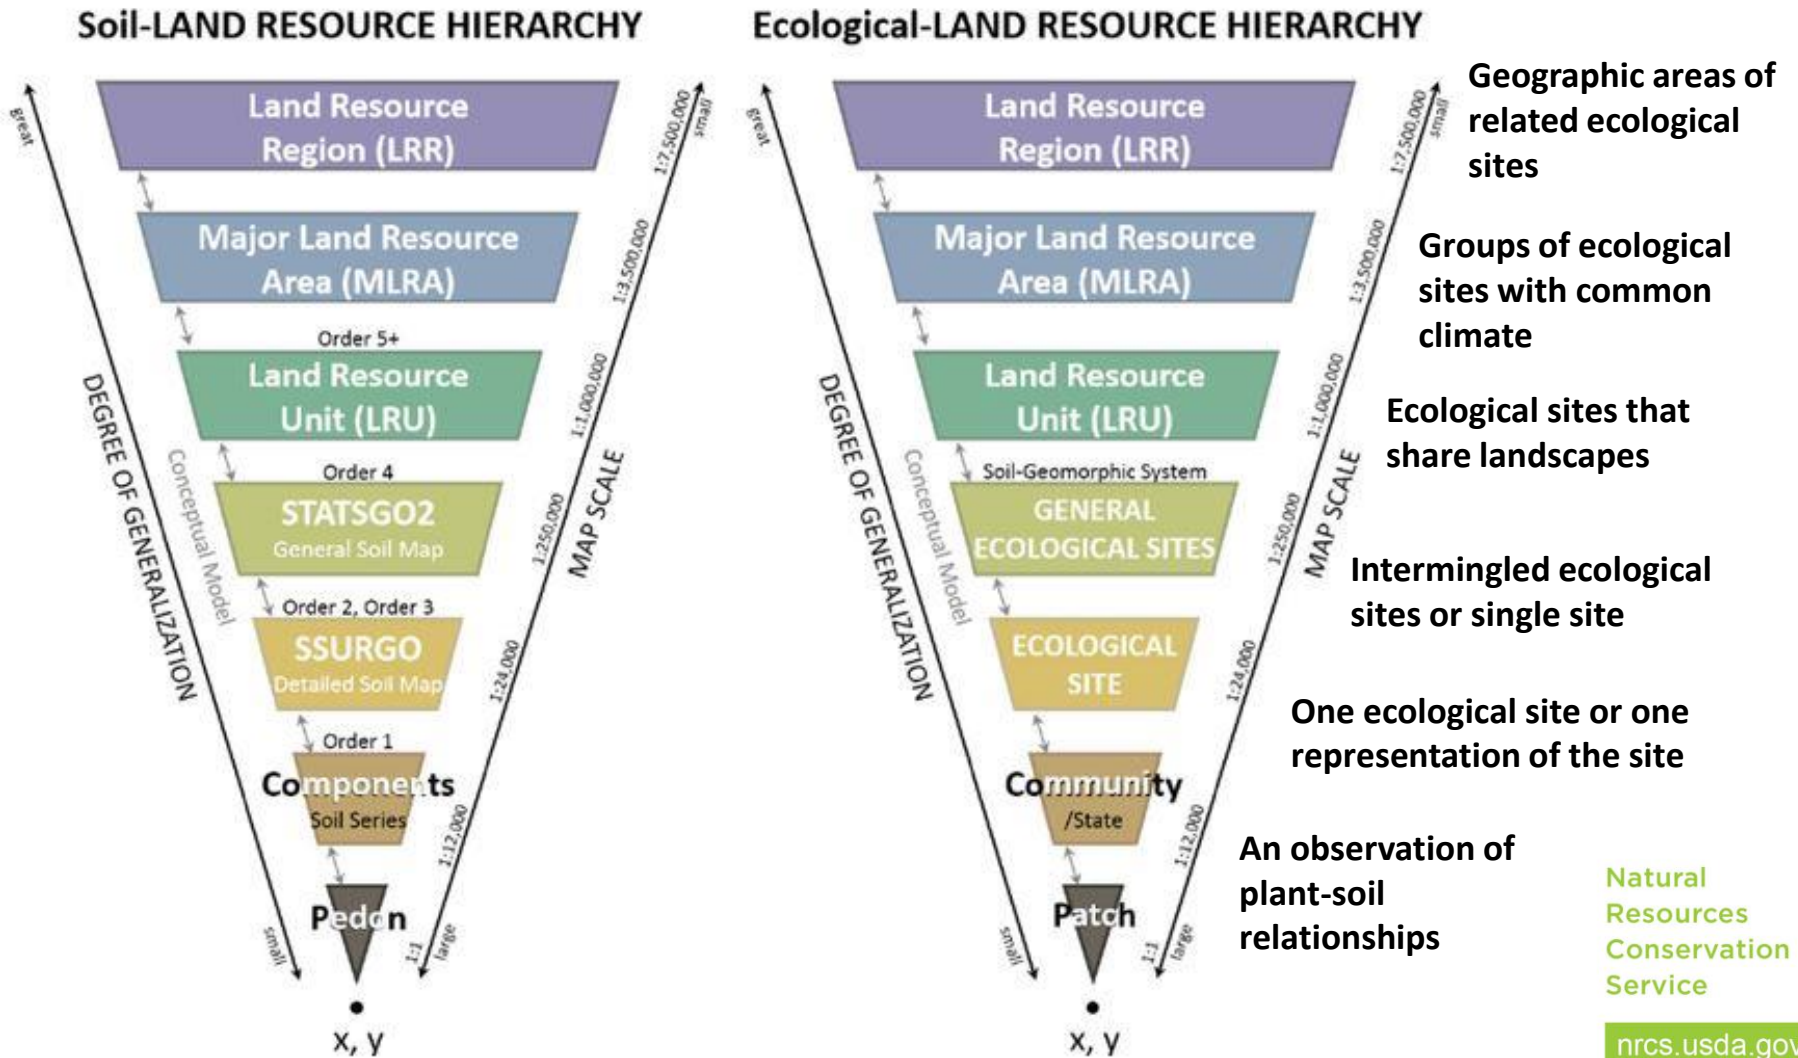 Soil-LAND RESOURCE HIERARCHY
great
small
Land Resource
Region (LRR)
1:7,500,000
Major Land Resource
Area (MLRA)
1:3,500,000
Order 5+
Land Resource
Unit (LRU)
1:1,000,000
DEGREE OF GENERALIZATION
Conceptual Model
MAP SCALE
Order 4
STATSGO2
General Soil Map
1:250,000
Order 2, Order 3
SSURGO
Detailed Soil Map
1:24,000
Order 1
Components
Soil Series
1:12,000
Pedon
small
1:1
large
x, y
Ecological-LAND RESOURCE HIERARCHY
great
small
Land Resource
Region (LRR)
1:7,500,000
Major Land Resource
Area (MLRA)
1:3,500,000
Land Resource
Unit (LRU)
1:1,000,000
DEGREE OF GENERALIZATION
Conceptual Model
MAP SCALE
Soil-Geomorphic System
GENERAL
ECOLOGICAL SITES
1:250,000
ECOLOGICAL
SITE
1:24,000
Community
/State
1:12,000
Patch
small
1:1
large
x, y
Geographic areas of
related ecological
sites
Groups of ecological
sites with common
climate
Ecological sites that
share landscapes
Intermingled ecological
sites or single site
One ecological site or one
representation of the site
An observation of
plant-soil
relationships
Natural
Resources
Conservation
Service
nrcs.usda.gov